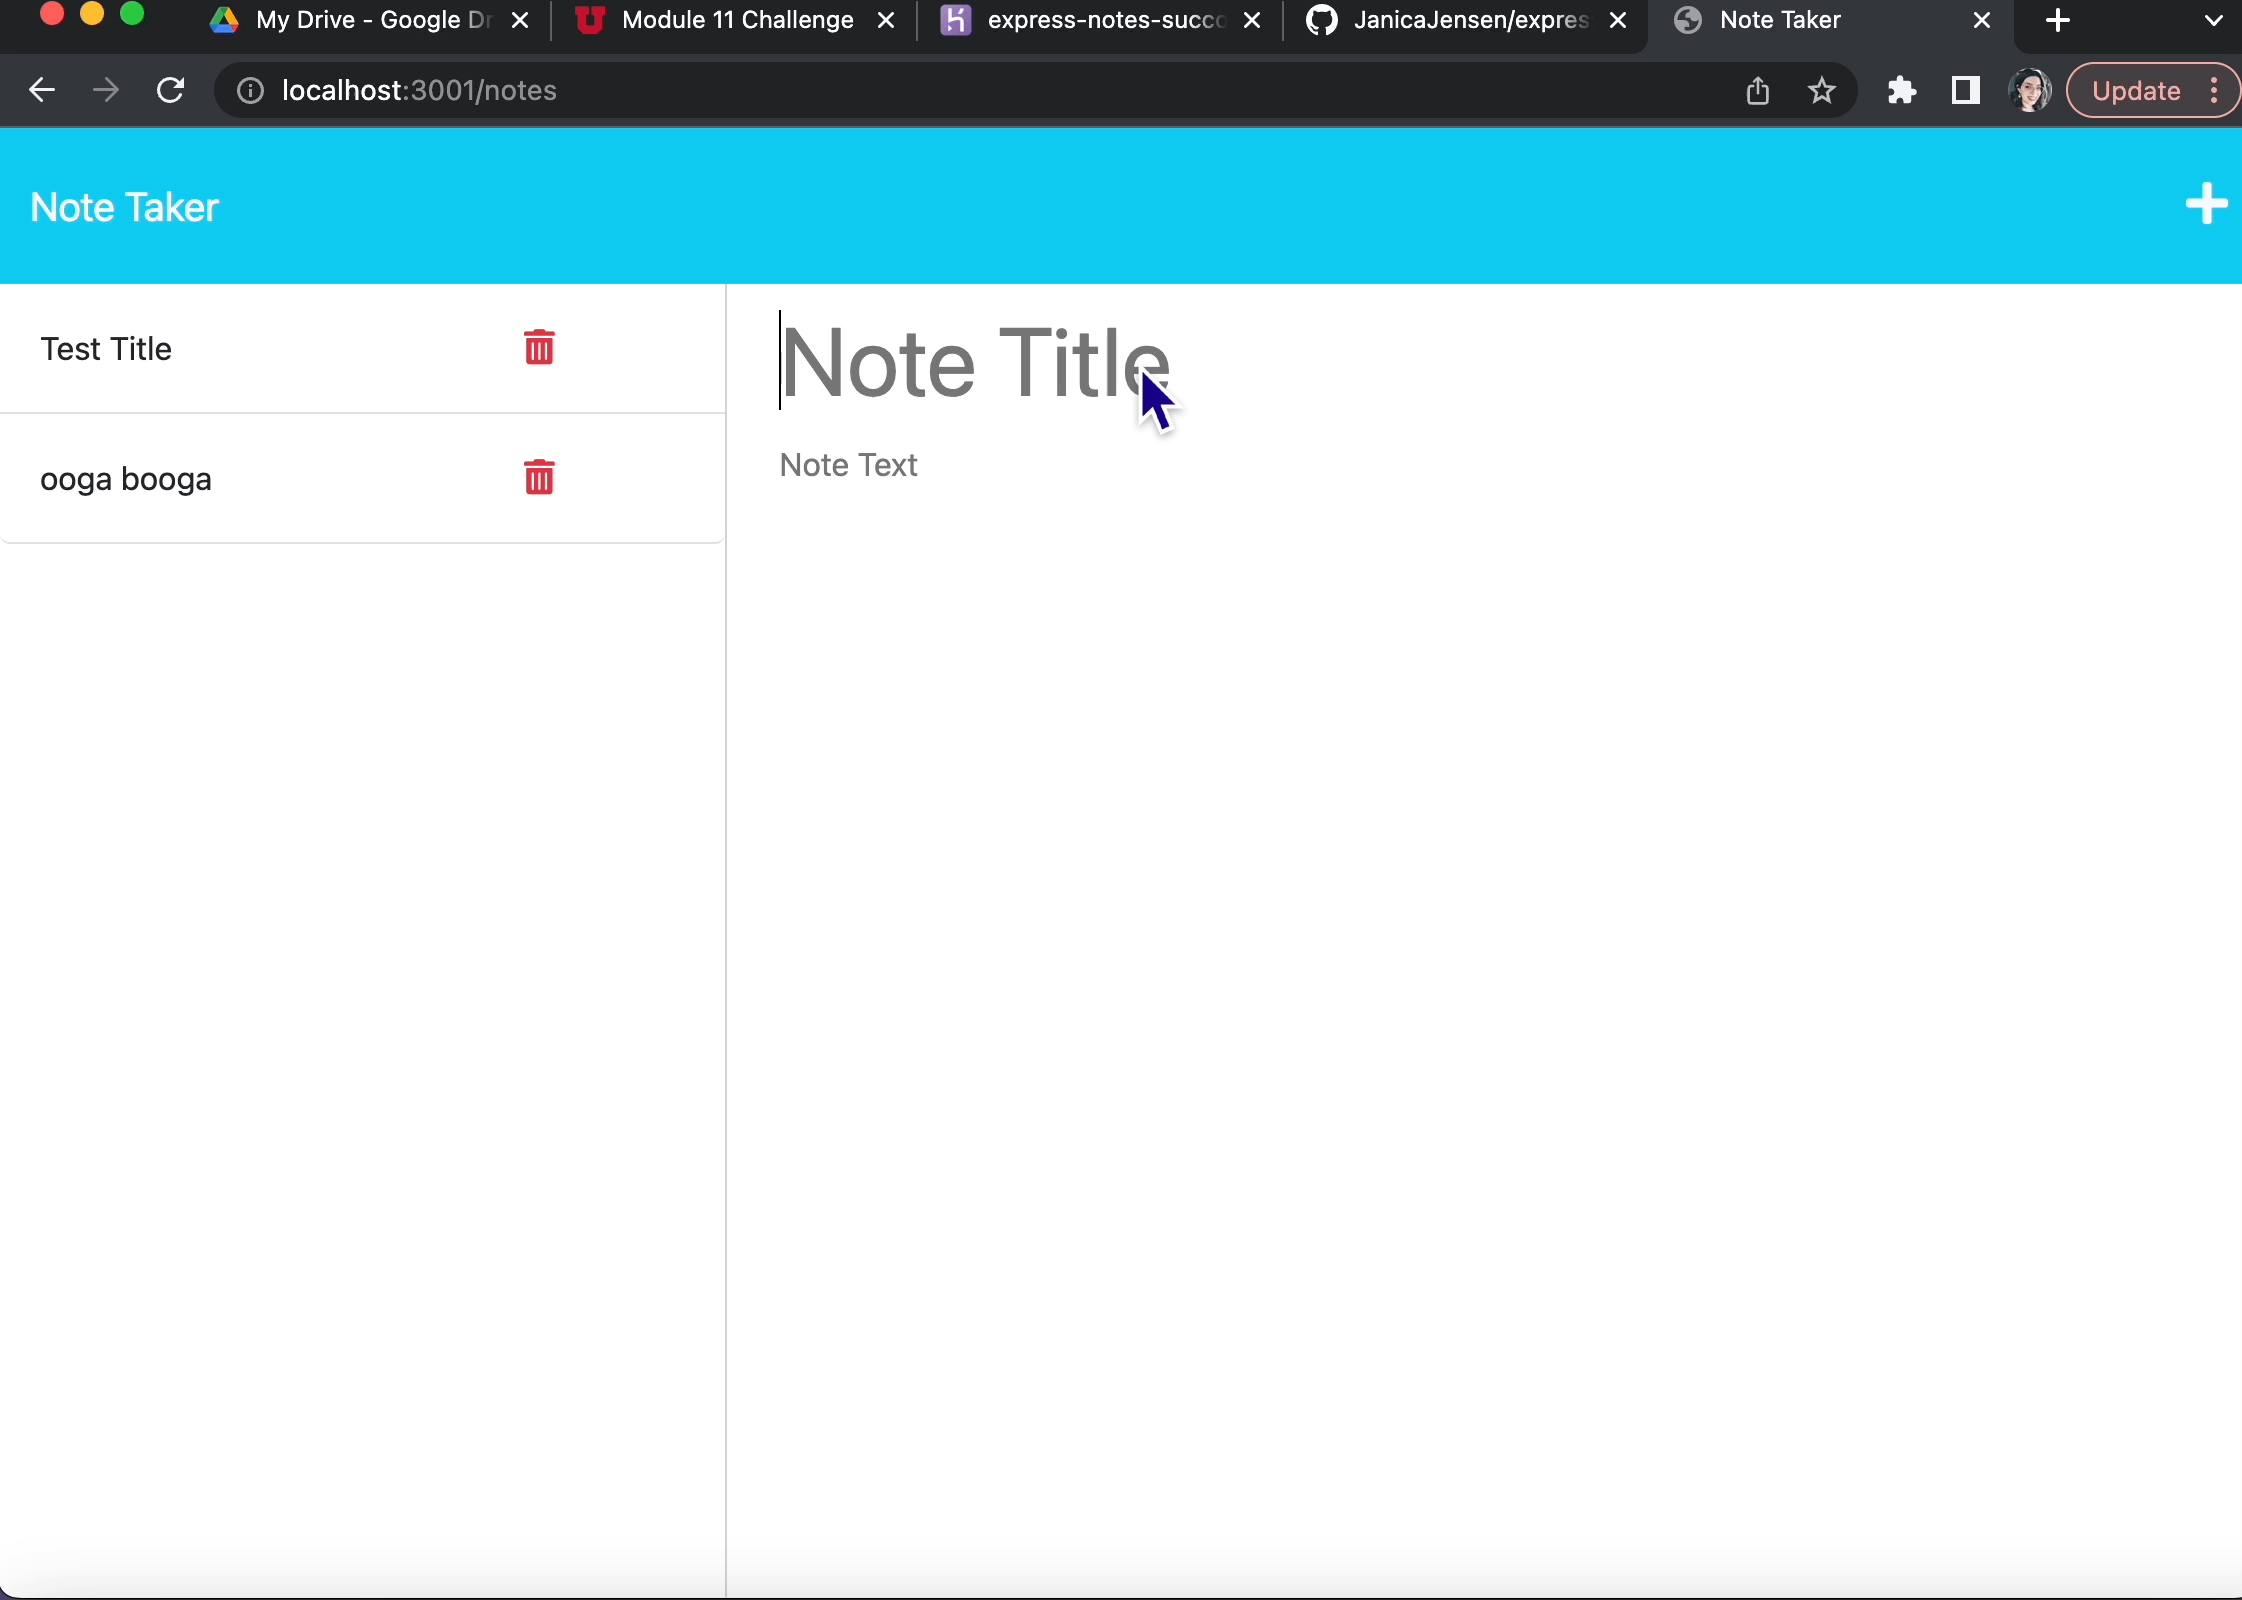 My Drive - Google Dr
Module 11 Challenge
express-notes-succo
JanicaJensen/expres
Note Taker
localhost:3001/notes
Update
Note Taker
Test Title
ooga booga
Note Title
Note Text